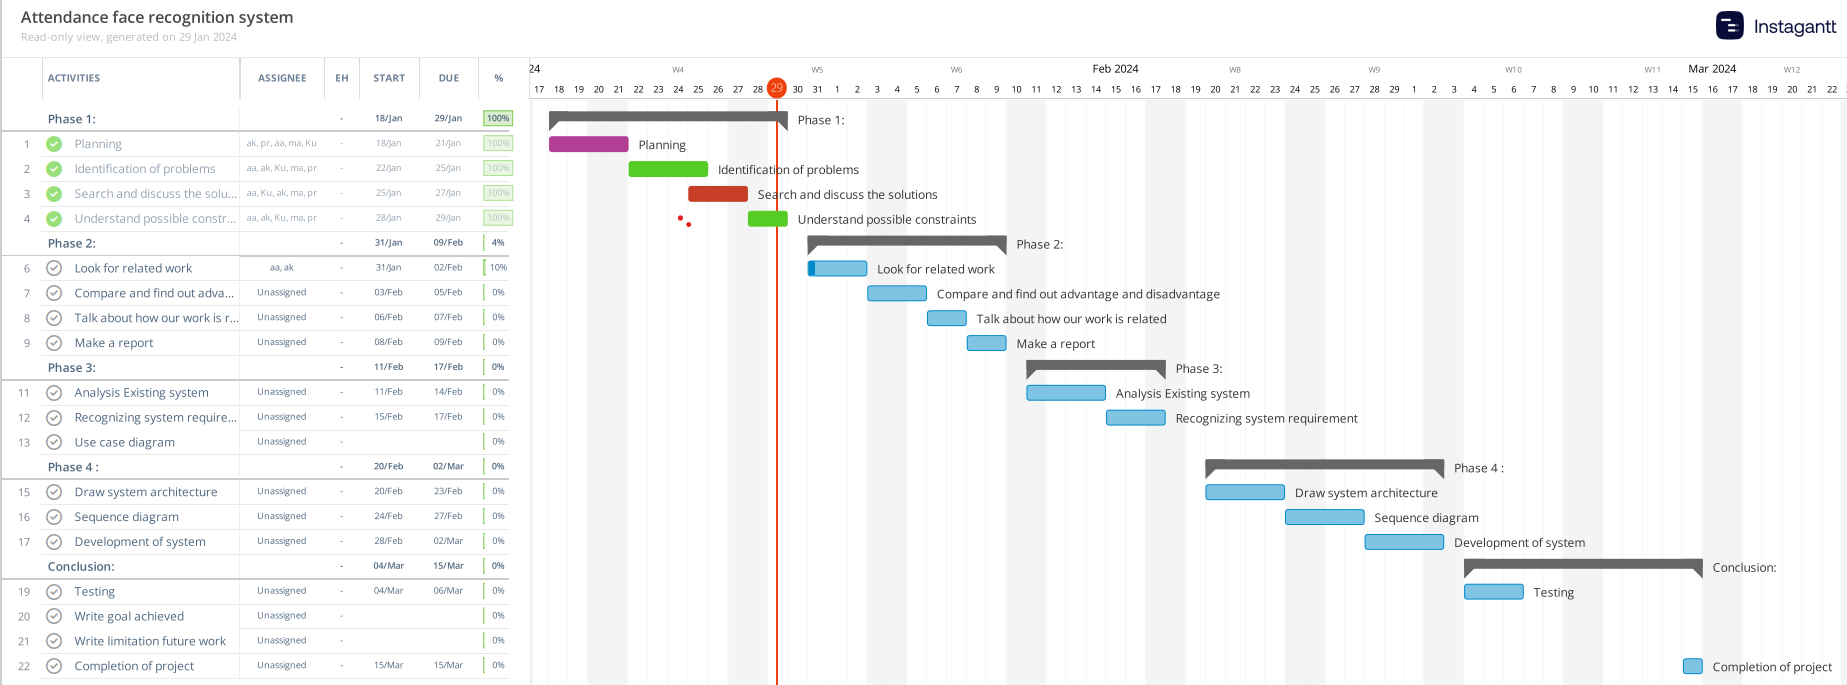 Attendance face recognition system
Read-only view, generated on 29 Jan 2024
Instagantt
ACTIVITIES ASSIGNEE EH START DUE %
24 W4 W5 W6 Feb 2024 W8 W9 W10 W11 Mar 2024 W12
17 18 19 20 21 22 23 24 25 26 27 28 29 30 31 1 2 3 4 5 6 7 8 9 10 11 12 13 14 15 16 17 18 19 20 21 22 23 24 25 26 27 28 29 1 2 3 4 5 6 7 8 9 10 11 12 13 14 15 16 17 18 19 20 21 22
Phase 1: - 18/Jan 29/Jan 100% Phase 1:
1 Planning ak, pr, aa, ma, Ku - 18/Jan 21/Jan 100% Planning
2 Identification of problems aa, ak, Ku, ma, pr - 22/Jan 25/Jan 100% Identification of problems
3 Search and discuss the solu... aa, Ku, ak, ma, pr - 25/Jan 27/Jan 100% Search and discuss the solutions
4 Understand possible constr... aa, ak, Ku, ma, pr - 28/Jan 29/Jan 100% Understand possible constraints
Phase 2: - 31/Jan 09/Feb 4% Phase 2:
6 Look for related work aa, ak - 31/Jan 02/Feb 10% Look for related work
7 Compare and find out adva... Unassigned - 03/Feb 05/Feb 0% Compare and find out advantage and disadvantage
8 Talk about how our work is r... Unassigned - 06/Feb 07/Feb 0% Talk about how our work is related
9 Make a report Unassigned - 08/Feb 09/Feb 0% Make a report
Phase 3: - 11/Feb 17/Feb 0% Phase 3:
11 Analysis Existing system Unassigned - 11/Feb 14/Feb 0% Analysis Existing system
12 Recognizing system require... Unassigned - 15/Feb 17/Feb 0% Recognizing system requirement
13 Use case diagram Unassigned - 0%
Phase 4 : - 20/Feb 02/Mar 0% Phase 4 :
15 Draw system architecture Unassigned - 20/Feb 23/Feb 0% Draw system architecture
16 Sequence diagram Unassigned - 24/Feb 27/Feb 0% Sequence diagram
17 Development of system Unassigned - 28/Feb 02/Mar 0% Development of system
Conclusion: - 04/Mar 15/Mar 0% Conclusion:
19 Testing Unassigned - 04/Mar 06/Mar 0% Testing
20 Write goal achieved Unassigned - 0%
21 Write limitation future work Unassigned - 0%
22 Completion of project Unassigned - 15/Mar 15/Mar 0% Completion of project